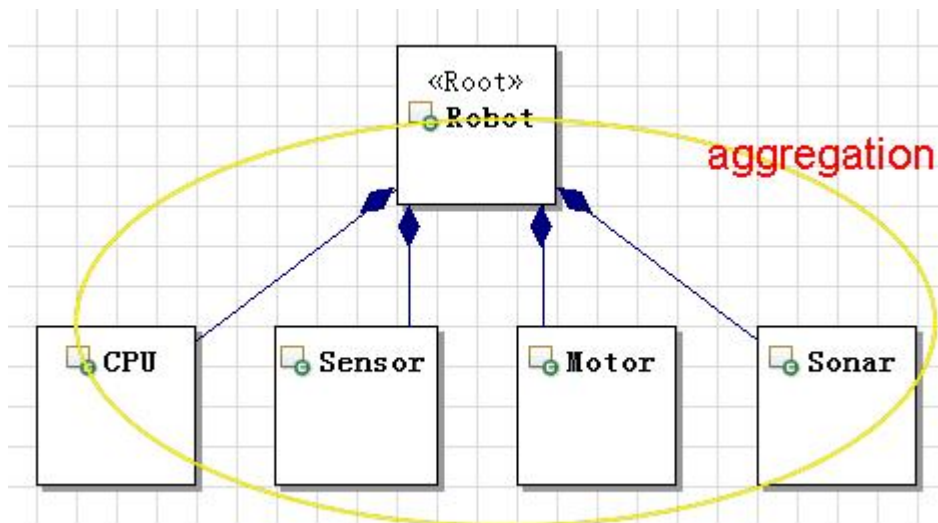 «Root»
Robot
aggregation
CPU
Sensor
Motor
Sonar